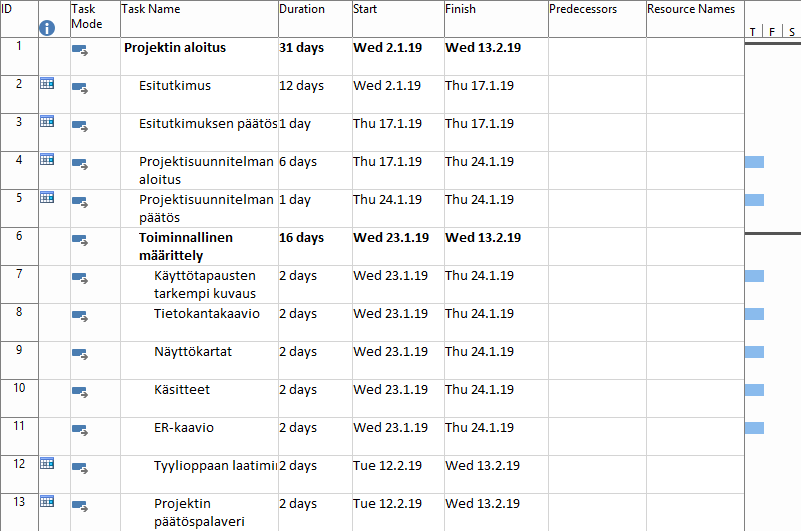 ID Task Mode Task Name Duration Start Finish Predecessors Resource Names T F S
1 Projektin aloitus 31 days Wed 2.1.19 Wed 13.2.19
2 Esitutkimus 12 days Wed 2.1.19 Thu 17.1.19
3 Esitutkimuksen päätös 1 day Thu 17.1.19 Thu 17.1.19
4 Projektisuunnitelman 6 days Thu 17.1.19 Thu 24.1.19
aloitus
5 Projektisuunnitelman 1 day Thu 24.1.19 Thu 24.1.19
päätös
6 Toiminnallinen 16 days Wed 23.1.19 Wed 13.2.19
määrittely
7 Käyttötapausten 2 days Wed 23.1.19 Thu 24.1.19
tarkempi kuvaus
8 Tietokantakaavio 2 days Wed 23.1.19 Thu 24.1.19
9 Näyttökartat 2 days Wed 23.1.19 Thu 24.1.19
10 Käsitteet 2 days Wed 23.1.19 Thu 24.1.19
11 ER-kaavio 2 days Wed 23.1.19 Thu 24.1.19
12 Tyylioppaan laatimi 2 days Tue 12.2.19 Wed 13.2.19
13 Projektin 2 days Tue 12.2.19 Wed 13.2.19
päätöspalaveri